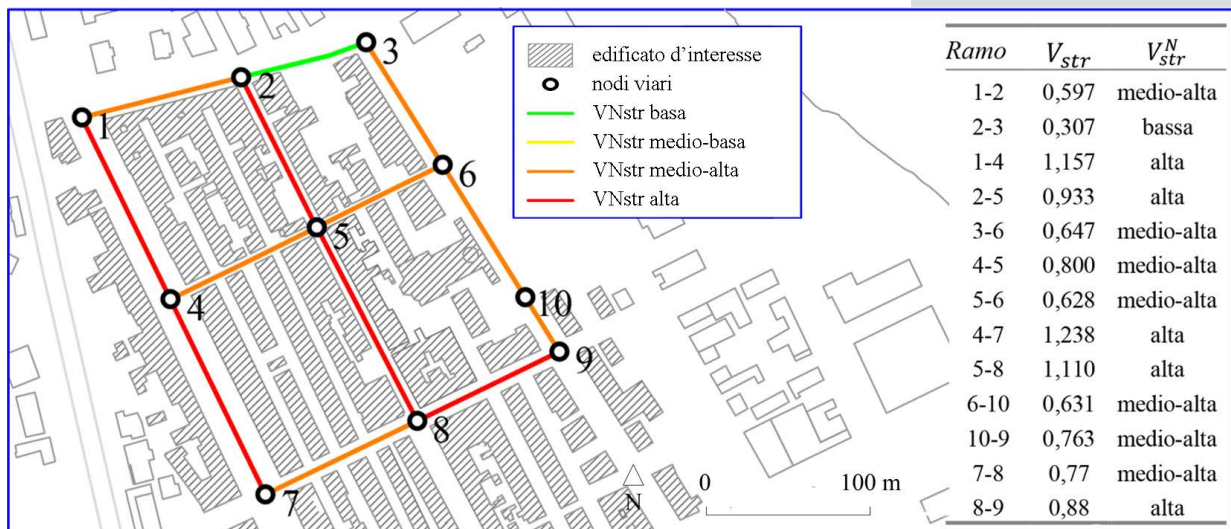 1
2
3
4
5
6
7
8
9
10
edificato d'interesse
nodi viari
VNstr basa
VNstr medio-basa
VNstr medio-alta
VNstr alta
N
0 100 m
Ramo V_str V_str^N
1-2 0,597 medio-alta
2-3 0,307 bassa
1-4 1,157 alta
2-5 0,933 alta
3-6 0,647 medio-alta
4-5 0,800 medio-alta
5-6 0,628 medio-alta
4-7 1,238 alta
5-8 1,110 alta
6-10 0,631 medio-alta
10-9 0,763 medio-alta
7-8 0,77 medio-alta
8-9 0,88 alta